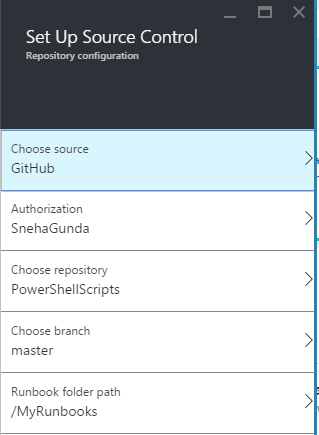 Set Up Source Control
Repository configuration
Choose source
GitHub
Authorization
SnehaGunda
Choose repository
PowerShellScripts
Choose branch
master
Runbook folder path
/MyRunbooks